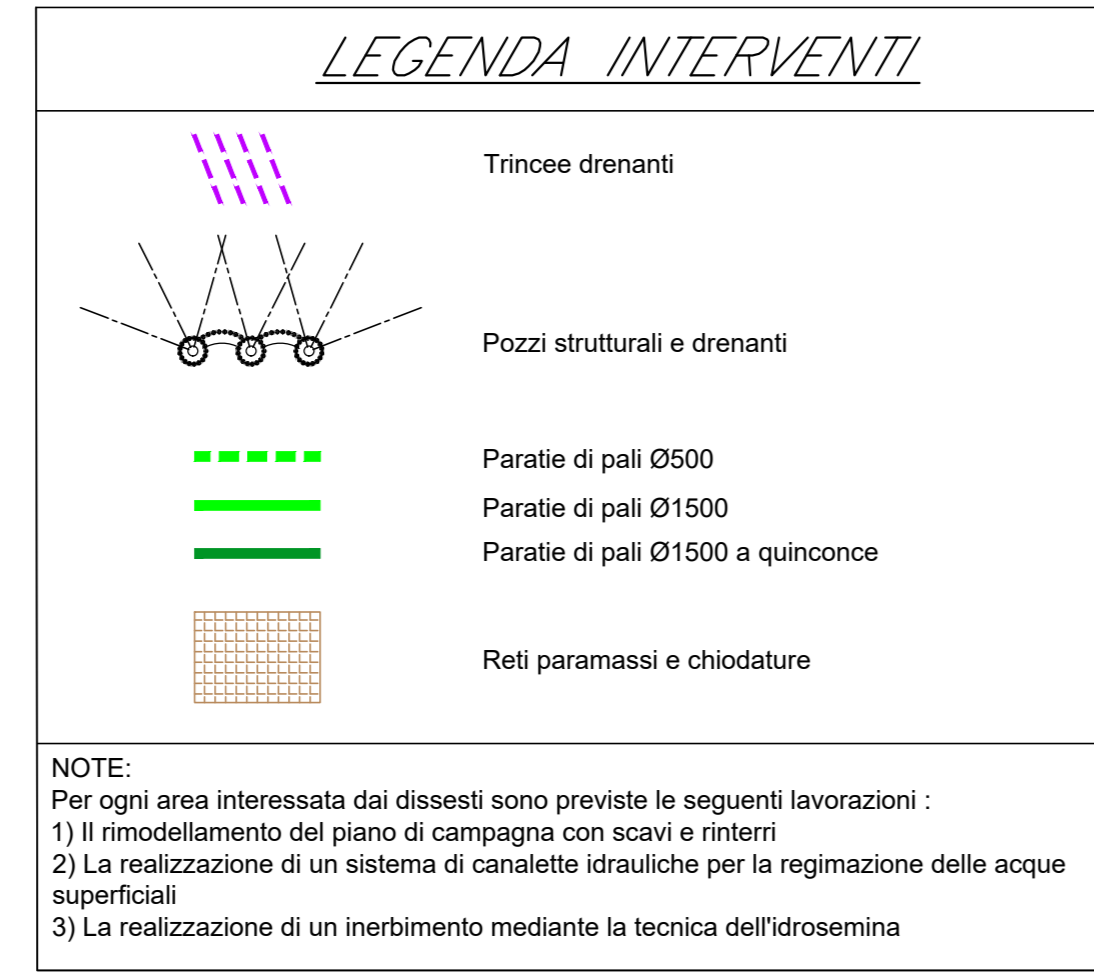 LEGENDA INTERVENTI
Trincee drenanti
Pozzi strutturali e drenanti
Paratie di pali Ø500
Paratie di pali Ø1500
Paratie di pali Ø1500 a quinconce
Reti paramassi e chiodature
NOTE:
Per ogni area interessata dai dissesti sono previste le seguenti lavorazioni :
1) Il rimodellamento del piano di campagna con scavi e rinterri
2) La realizzazione di un sistema di canalette idrauliche per la regimazione delle acque
superficiali
3) La realizzazione di un inerbimento mediante la tecnica dell'idrosemina